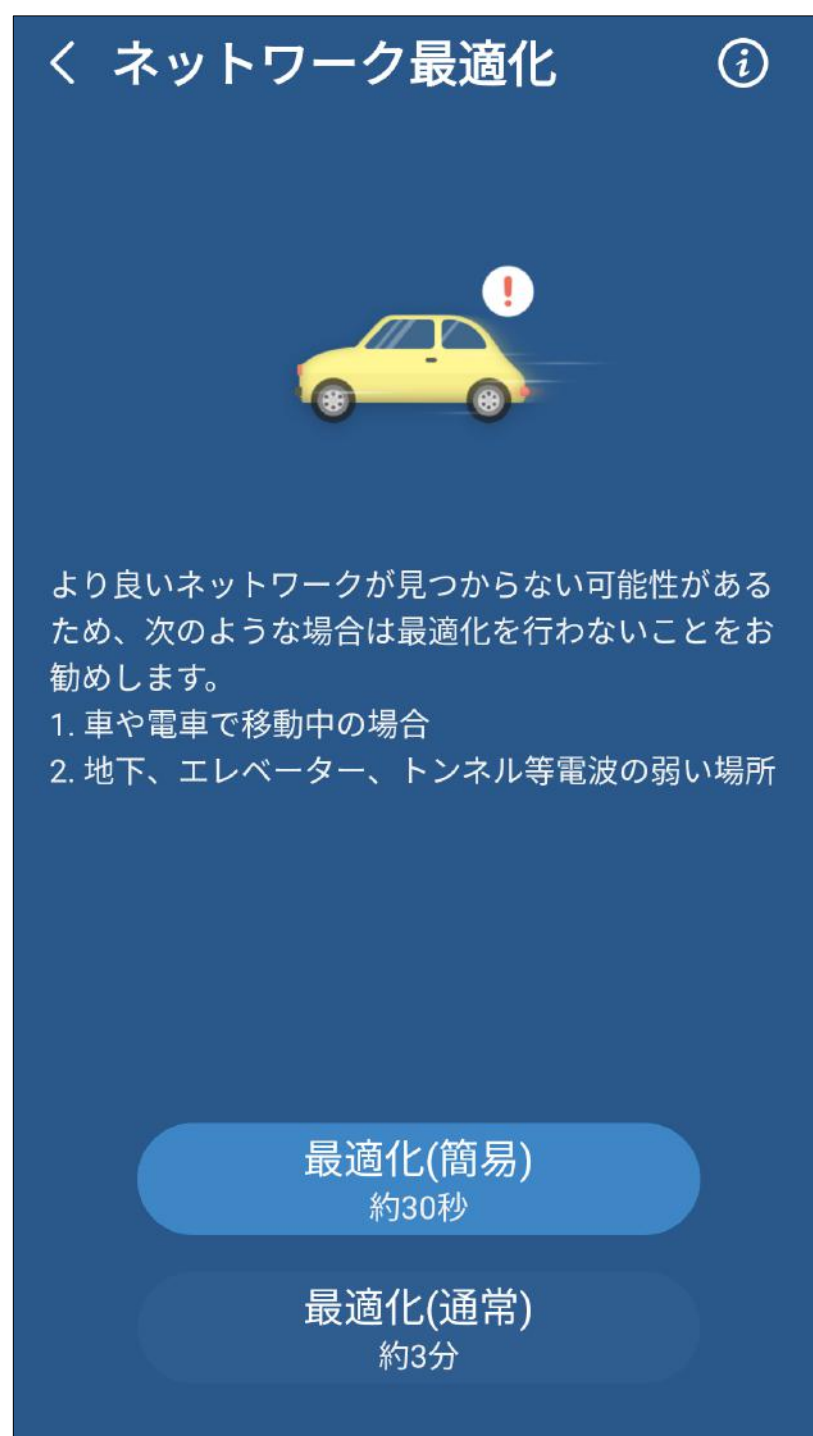 ネットワーク最適化
より良いネットワークが見つからない可能性がある
ため、次のような場合は最適化を行わないことをお
勧めします。
1. 車や電車で移動中の場合
2. 地下、エレベーター、トンネル等電波の弱い場所
最適化(簡易)
約30秒
最適化(通常)
約3分